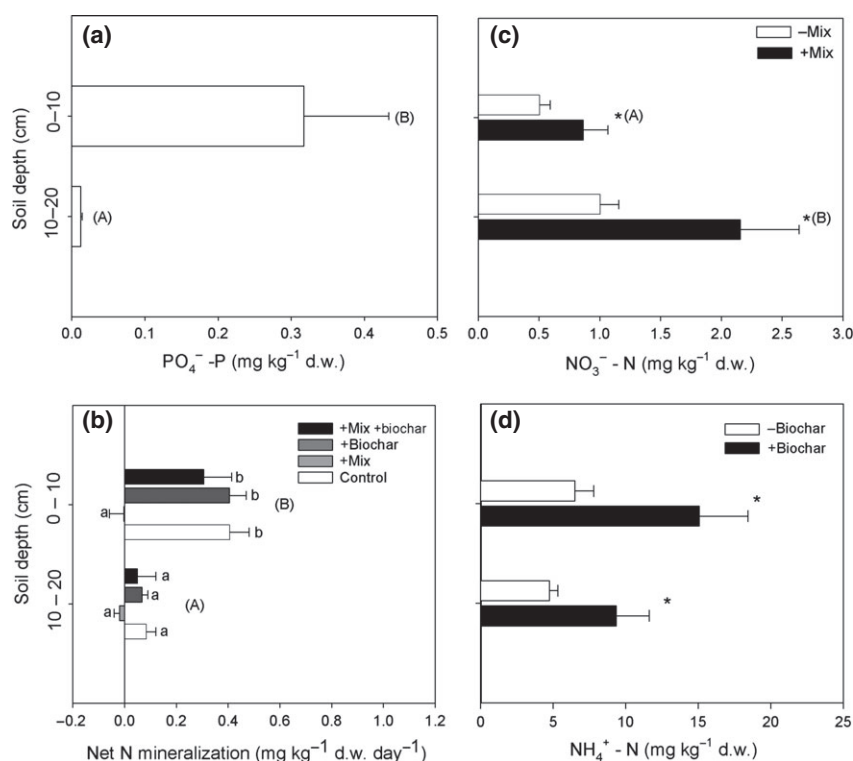 (a)
Soil depth (cm)
0–10
(B)
10–20
(A)
0.0 0.1 0.2 0.3 0.4 0.5
PO₄⁻ -P (mg kg⁻¹ d.w.)
(c)
–Mix
+Mix
*(A)
*(B)
0.0 0.5 1.0 1.5 2.0 2.5 3.0
NO₃⁻ - N (mg kg⁻¹ d.w.)
(b)
+Mix +biochar
+Biochar
+Mix
Control
Soil depth (cm)
0–10
b
b
a
b
(B)
10–20
a
a
a
a
(A)
–0.2 0.0 0.2 0.4 0.6 0.8 1.0 1.2
Net N mineralization (mg kg⁻¹ d.w. day⁻¹)
(d)
–Biochar
+Biochar
*
*
0 5 10 15 20 25
NH₄⁺ - N (mg kg⁻¹ d.w.)